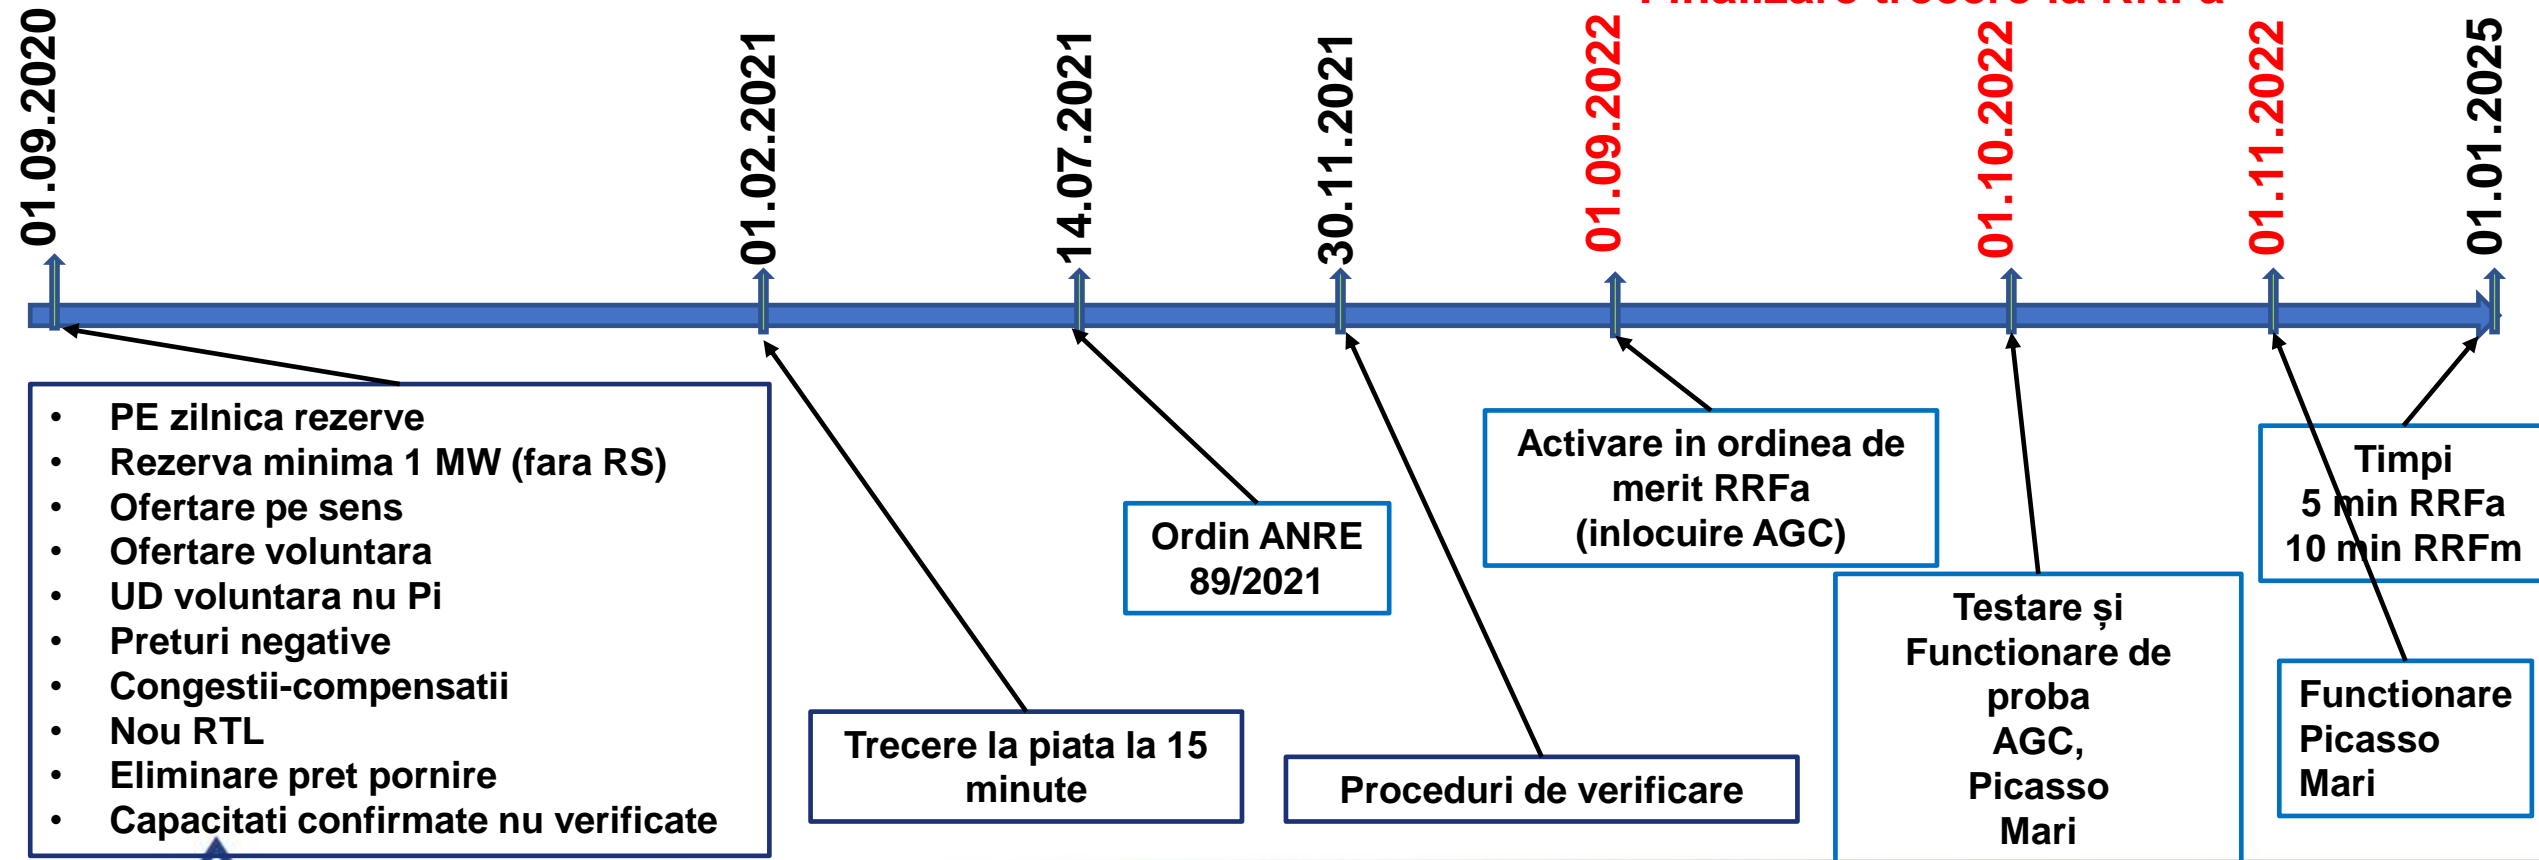 Finalizare trecere la RRFa
01.09.2020
01.02.2021
14.07.2021
30.11.2021
01.09.2022
01.10.2022
01.11.2022
01.01.2025
• PE zilnica rezerve
• Rezerva minima 1 MW (fara RS)
• Ofertare pe sens
• Ofertare voluntara
• UD voluntara nu Pi
• Preturi negative
• Congestii-compensatii
• Nou RTL
• Eliminare pret pornire
• Capacitati confirmate nu verificate
Trecere la piata la 15
minute
Ordin ANRE
89/2021
Proceduri de verificare
Activare in ordinea de
merit RRFa
(inlocuire AGC)
Testare și
Functionare de
proba
AGC,
Picasso
Mari
Functionare
Picasso
Mari
Timpi
5 min RRFa
10 min RRFm